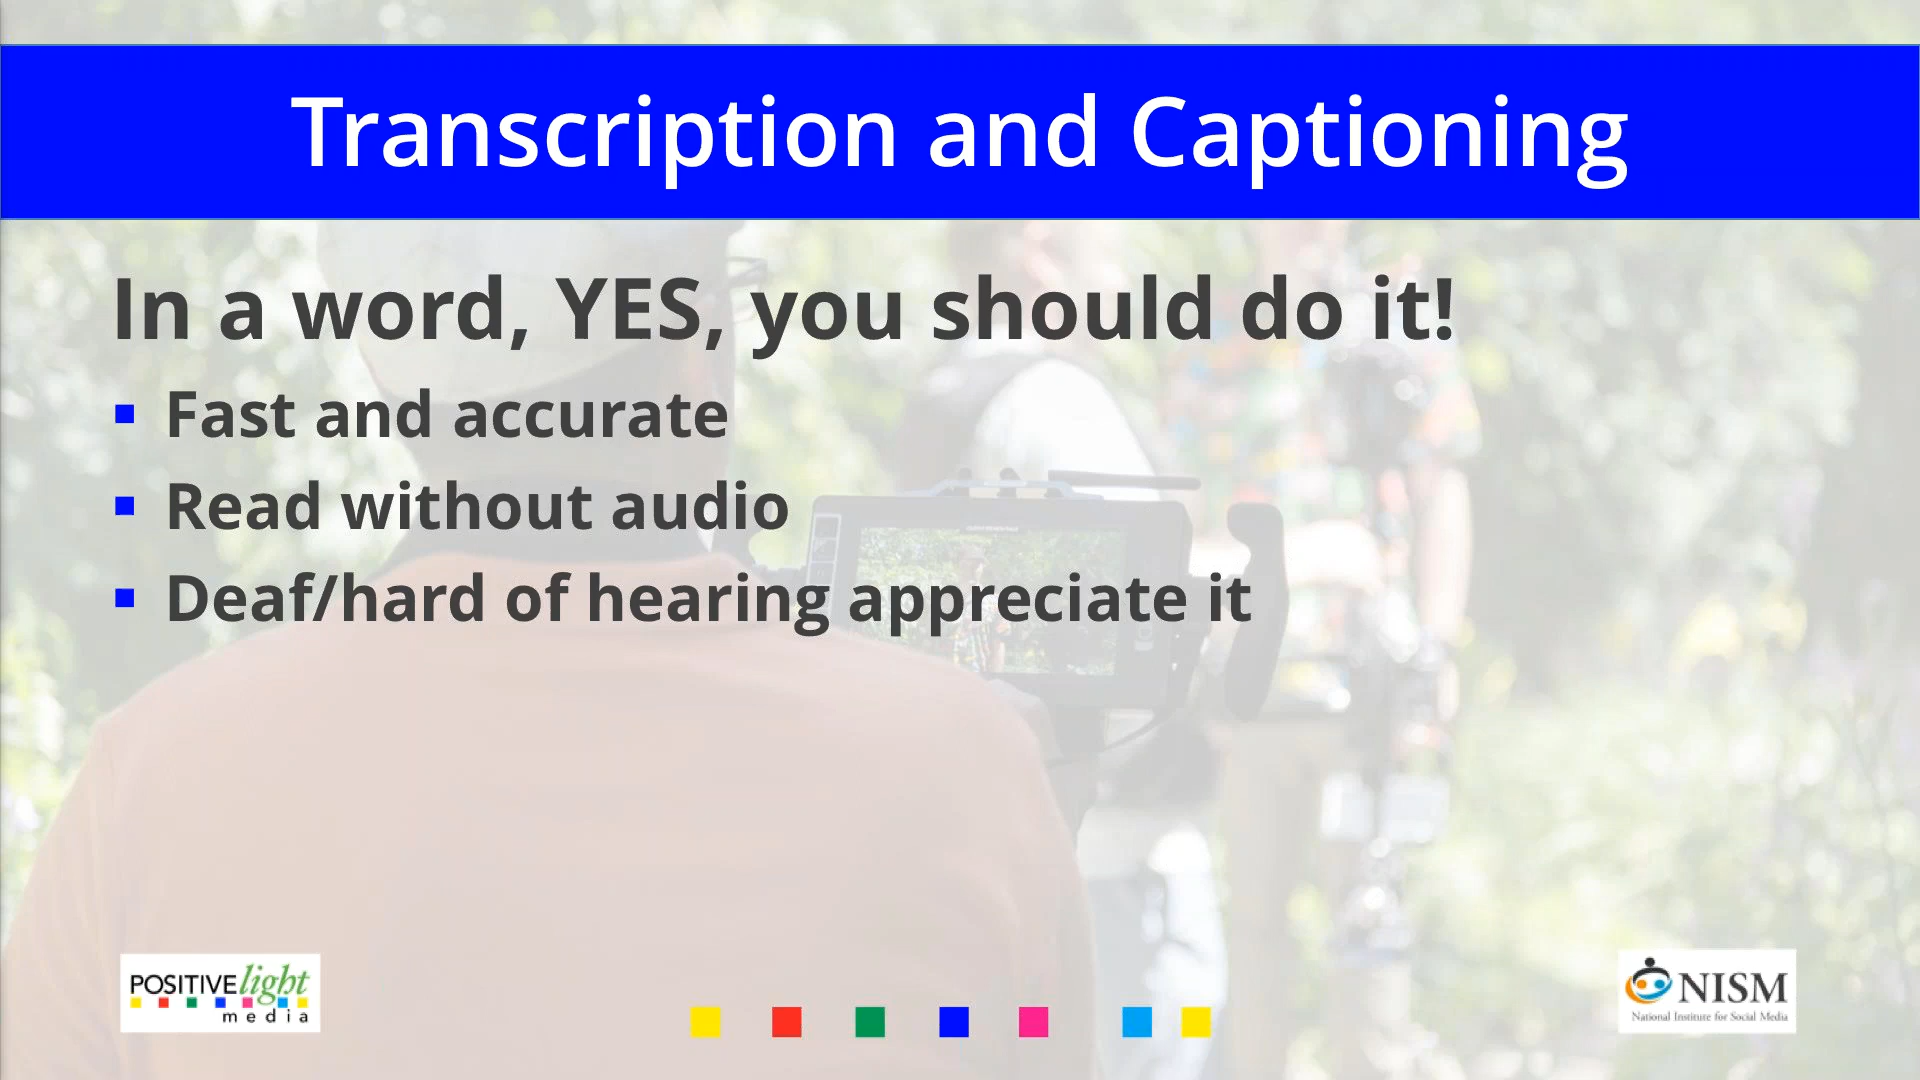 Transcription and Captioning
In a word, YES, you should do it!
Fast and accurate
Read without audio
Deaf/hard of hearing appreciate it
POSITIVE light
media
NISM
National Institute for Social Media